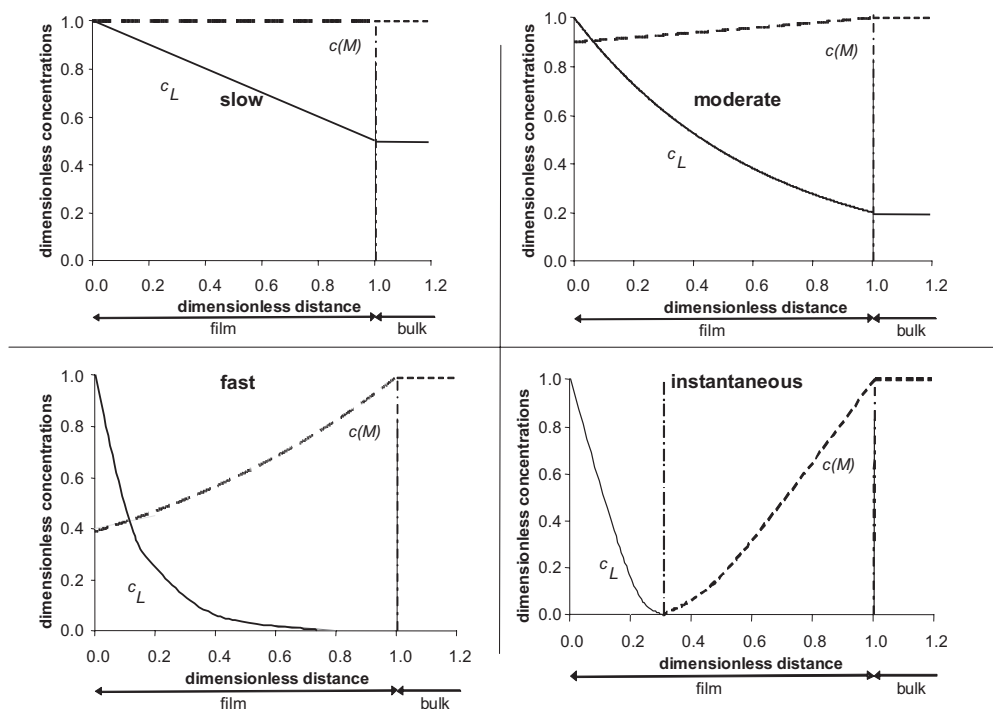 dimensionless concentrations
1.0
0.8
0.6
0.4
0.2
0.0
c(M)
c_L
slow
0.0 0.2 0.4 0.6 0.8 1.0 1.2
dimensionless distance
film bulk
dimensionless concentrations
1.0
0.8
0.6
0.4
0.2
0.0
c(M)
moderate
c_L
0.0 0.2 0.4 0.6 0.8 1.0 1.2
dimensionless distance
film bulk
dimensionless concentrations
fast
1.0
0.8
0.6
0.4
0.2
0.0
c(M)
c_L
0.0 0.2 0.4 0.6 0.8 1.0 1.2
dimensionless distance
film bulk
dimensionless concentrations
instantaneous
1.0
0.8
0.6
0.4
0.2
0.0
c(M)
c_L
0.0 0.2 0.4 0.6 0.8 1.0 1.2
dimensionless distance
film bulk